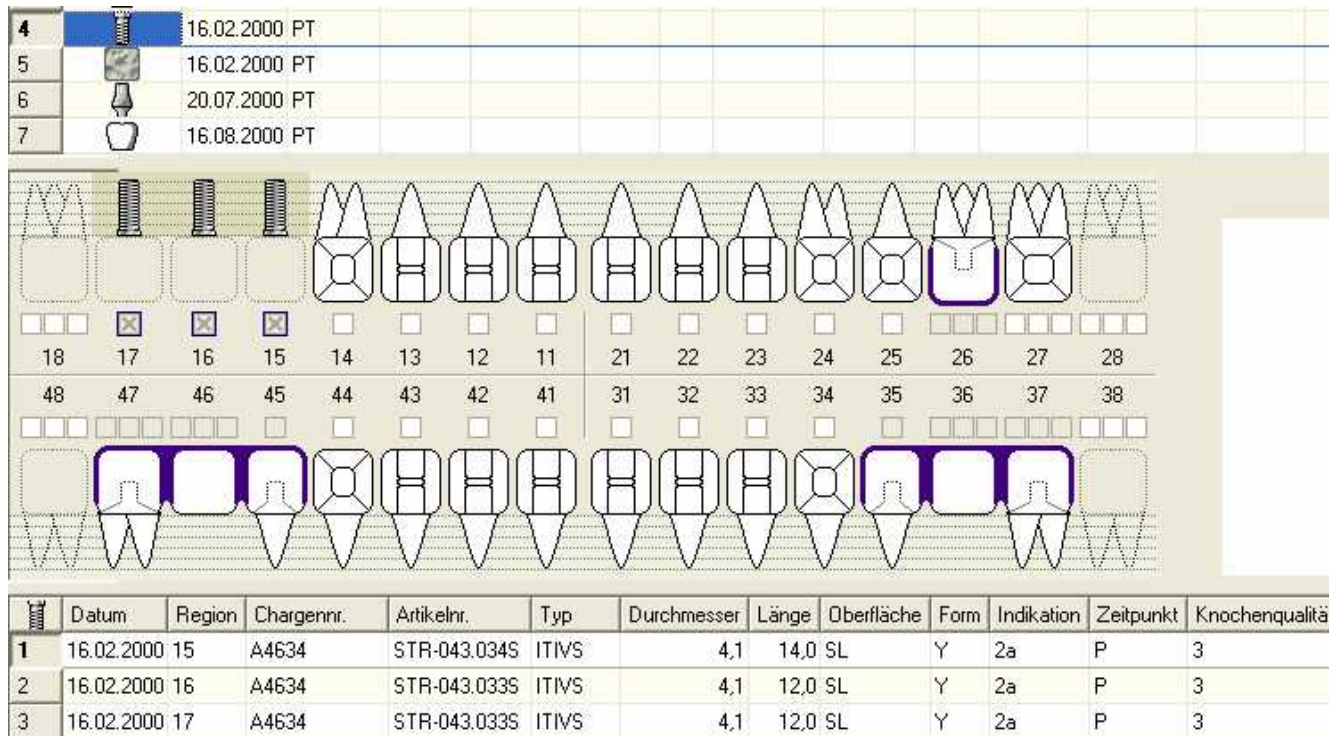 4 16.02.2000 PT
5 16.02.2000 PT
6 20.07.2000 PT
7 16.08.2000 PT
18 17 16 15 14 13 12 11 21 22 23 24 25 26 27 28
48 47 46 45 44 43 42 41 31 32 33 34 35 36 37 38
Datum Region Chargennr. Artikelnr. Typ Durchmesser Länge Oberfläche Form Indikation Zeitpunkt Knochenqualitä
1 16.02.2000 15 A4634 STR-043.034S ITIVS 4,1 14,0 SL Y 2a P 3
2 16.02.2000 16 A4634 STR-043.033S ITIVS 4,1 12,0 SL Y 2a P 3
3 16.02.2000 17 A4634 STR-043.033S ITIVS 4,1 12,0 SL Y 2a P 3